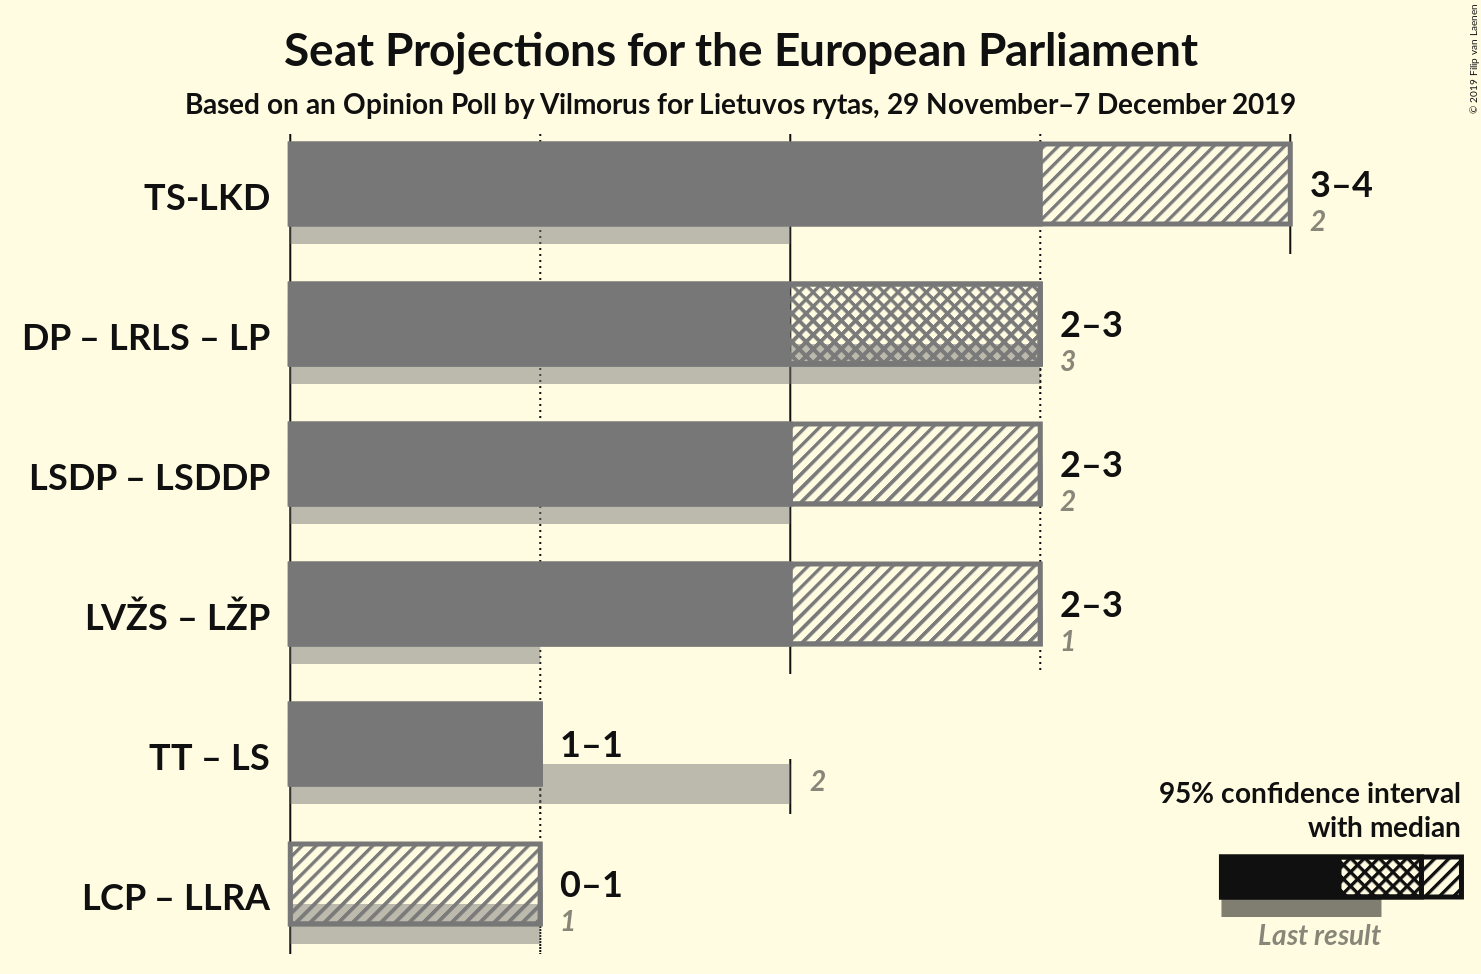 Seat Projections for the European Parliament
Based on an Opinion Poll by Vilmorus for Lietuvos rytas, 29 November–7 December 2019
© 2019 Filip van Laenen
TS-LKD
3–4
2
DP – LRLS – LP
2–3
3
LSDP – LSDDP
2–3
2
LVŽS – LŽP
2–3
1
TT – LS
1–1
2
LCP – LLRA
0–1
1
95% confidence interval
with median
Last result